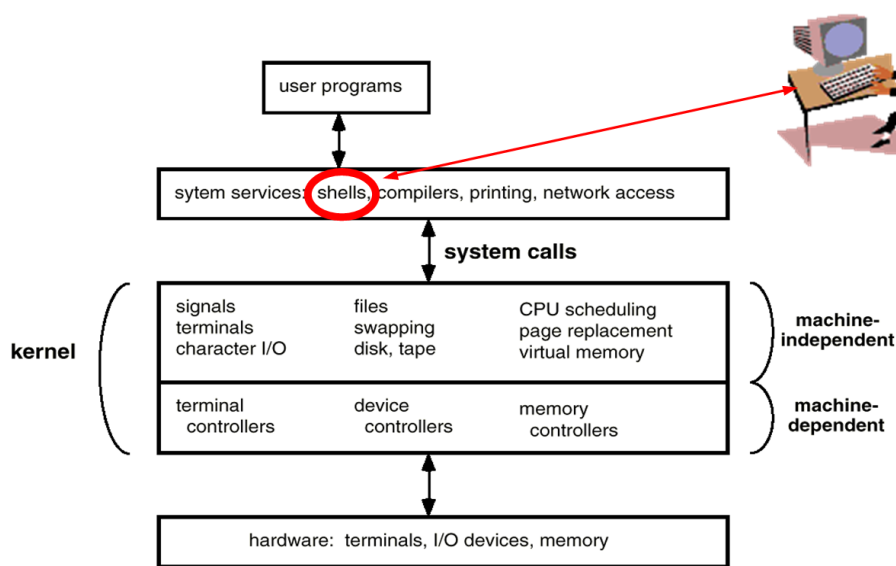 user programs
sytem services: shells, compilers, printing, network access
system calls
kernel
signals
terminals
character I/O
files
swapping
disk, tape
CPU scheduling
page replacement
virtual memory
machine-
independent
terminal
controllers
device
controllers
memory
controllers
machine-
dependent
hardware: terminals, I/O devices, memory